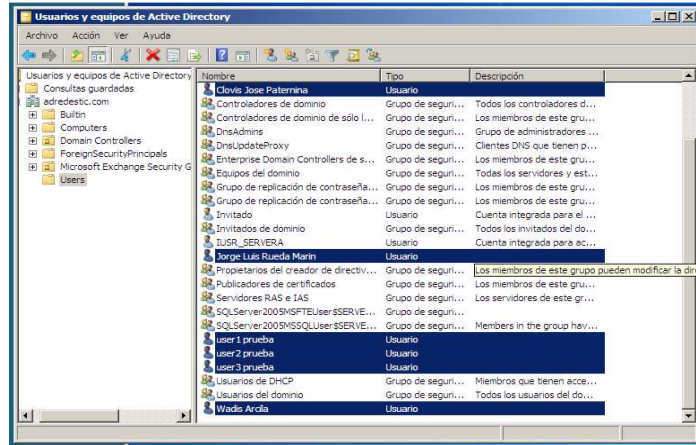 Usuarios y equipos de Active Directory
Archivo Acción Ver Ayuda
Usuarios y equipos de Active Directory
Consultas guardadas
adredestic.com
Builtin
Computers
Domain Controllers
ForeignSecurityPrincipals
Microsoft Exchange Security G
Users
Nombre Tipo Descripción
Clovis Jose Paternina Usuario
Controladores de dominio Grupo de seguri... Todos los controladores d...
Controladores de dominio de sólo l... Grupo de seguri... Los miembros de este gru...
DnsAdmins Grupo de seguri... Grupo de administradores ...
DnsUpdateProxy Grupo de seguri... Clientes DNS que tienen p...
Enterprise Domain Controllers de s... Grupo de seguri... Los miembros de este gru...
Equipos del dominio Grupo de seguri... Todas los servidores y est...
Grupo de replicación de contraseña... Grupo de seguri... Los miembros de este gru...
Grupo de replicación de contraseña... Grupo de seguri... Los miembros de este gru...
Invitado Usuario Cuenta integrada para el ...
Invitados de dominio Grupo de seguri... Todos los invitados del do...
IUSR_SERVERA Usuario Cuenta integrada para ac...
Jorge Luis Rueda Marin Usuario
Propietarios del creador de directiv... Grupo de seguri... Los miembros de este grupo pueden modificar la dire
Publicadores de certificados Grupo de seguri... Los miembros de este gru...
Servidores RAS e IAS Grupo de seguri... Los servidores de este gr...
SQLServer2005MSFTEUser$SERVE... Grupo de seguri...
SQLServer2005MSSQLUser$SERVE... Grupo de seguri... Members in the group hav...
user1 prueba Usuario
user2 prueba Usuario
user3 prueba Usuario
Usuarios de DHCP Grupo de seguri... Miembros que tienen acce...
Usuarios del dominio Grupo de seguri... Todos los usuarios del do...
Wadis Arcila Usuario